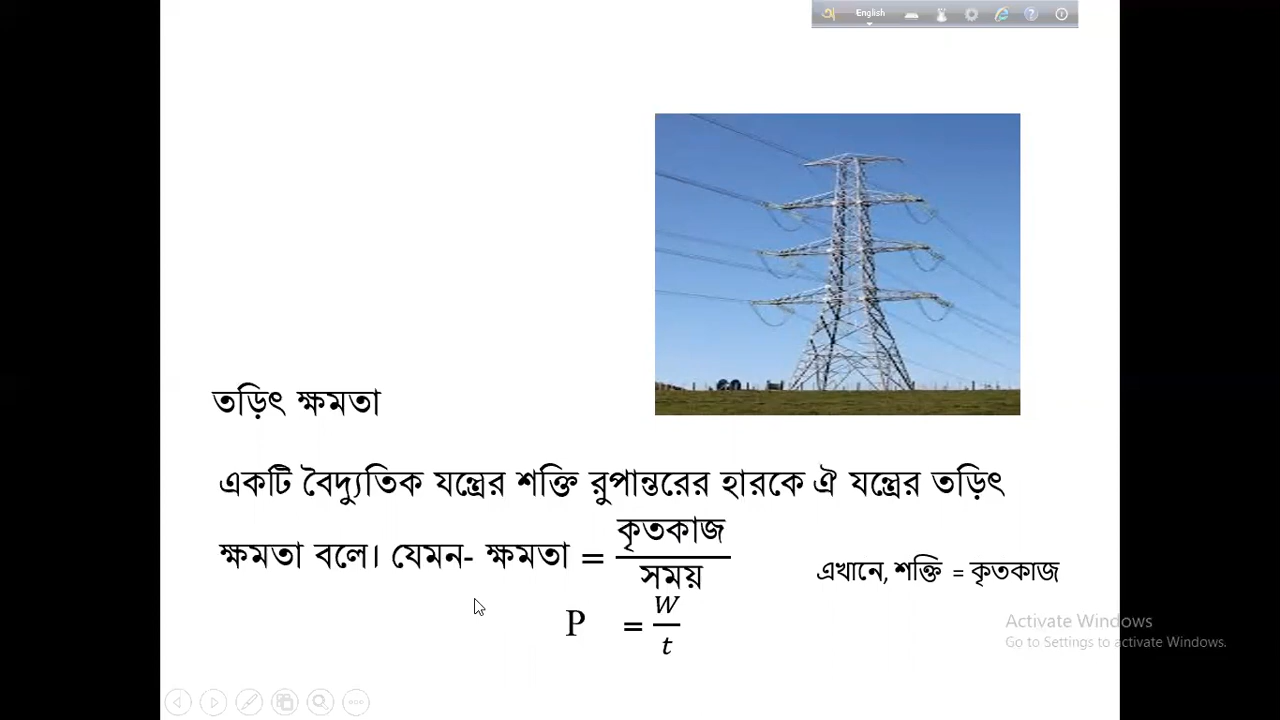 English
তড়িৎ ক্ষমতা
একটি বৈদ্যুতিক যন্ত্রের শক্তি রুপান্তরের হারকে ঐ যন্ত্রের তড়িৎ
ক্ষমতা বলে। যেমন- ক্ষমতা = কৃতকাজ / সময়
এখানে, শক্তি = কৃতকাজ
P = W / t
Activate Windows
Go to Settings to activate Windows.